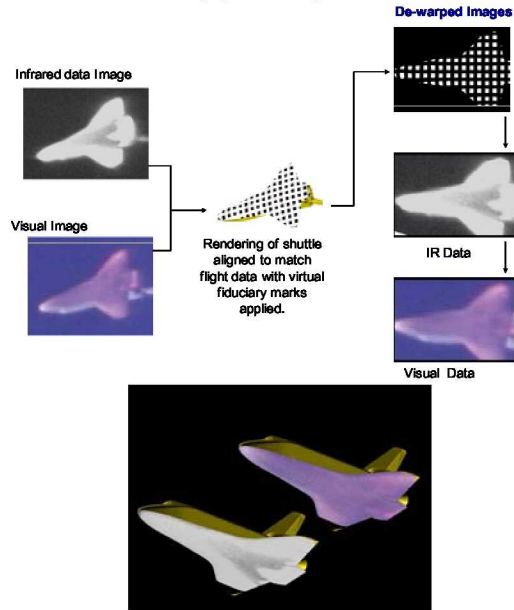 De-warped Images
Infrared data Image
Visual Image
Rendering of shuttle
aligned to match
flight data with virtual
fiduciary marks
applied.
IR Data
Visual Data